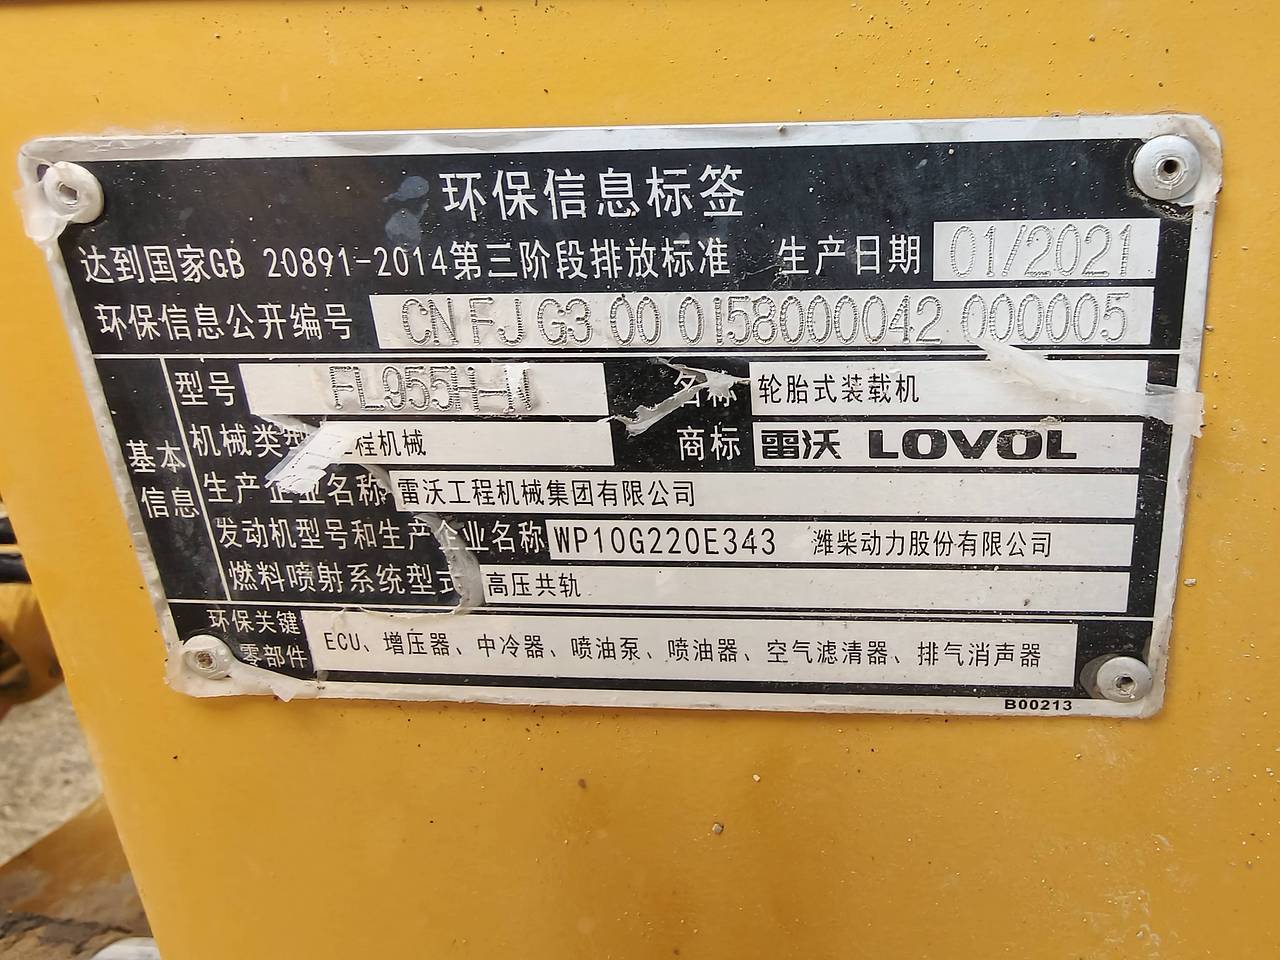 环保信息标签
达到国家GB 20891-2014第三阶段排放标准 生产日期 01/2021
环保信息公开编号 CN FJ G3 00 0158000042 000005
基本信息
型号 FL955H-N 名称 轮胎式装载机
机械类型 工程机械 商标 雷沃 LOVOL
生产企业名称 雷沃工程机械集团有限公司
发动机型号和生产企业名称 WP10G220E343 潍柴动力股份有限公司
燃料喷射系统型式 高压共轨
环保关键零部件 ECU、增压器、中冷器、喷油泵、喷油器、空气滤清器、排气消声器
B00213